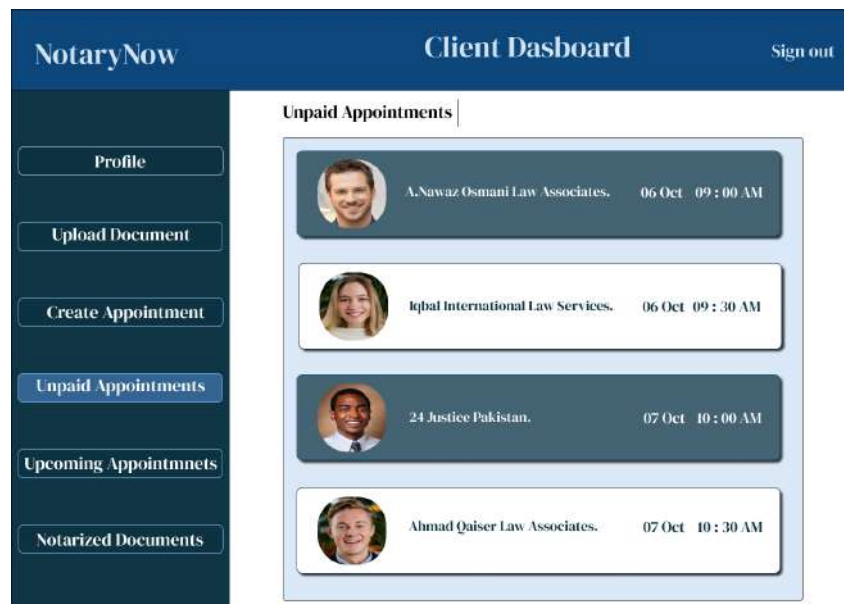 NotaryNow
Client Dasboard
Sign out
Unpaid Appointments
Profile
Upload Document
Create Appointment
Unpaid Appointments
Upcoming Appointmnets
Notarized Documents
A.Nawaz Osmani Law Associates. 06 Oct 09 : 00 AM
Iqbal International Law Services. 06 Oct 09 : 30 AM
24 Justice Pakistan. 07 Oct 10 : 00 AM
Ahmad Qaiser Law Associates. 07 Oct 10 : 30 AM